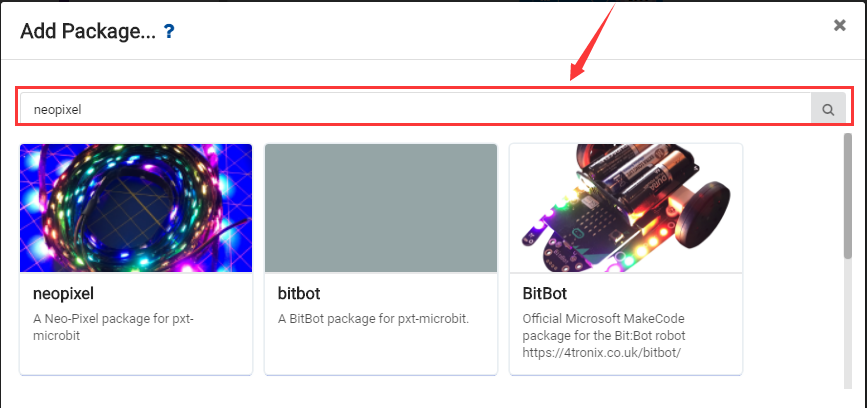 Add Package... ?
neopixel
neopixel
A Neo-Pixel package for pxt-
microbit
bitbot
A BitBot package for pxt-microbit.
BitBot
Official Microsoft MakeCode
package for the Bit:Bot robot
https://4tronix.co.uk/bitbot/